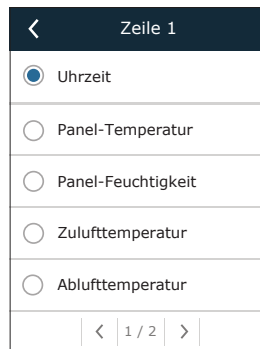 Zeile 1
Uhrzeit
Panel-Temperatur
Panel-Feuchtigkeit
Zulufttemperatur
Ablufttemperatur
1 / 2